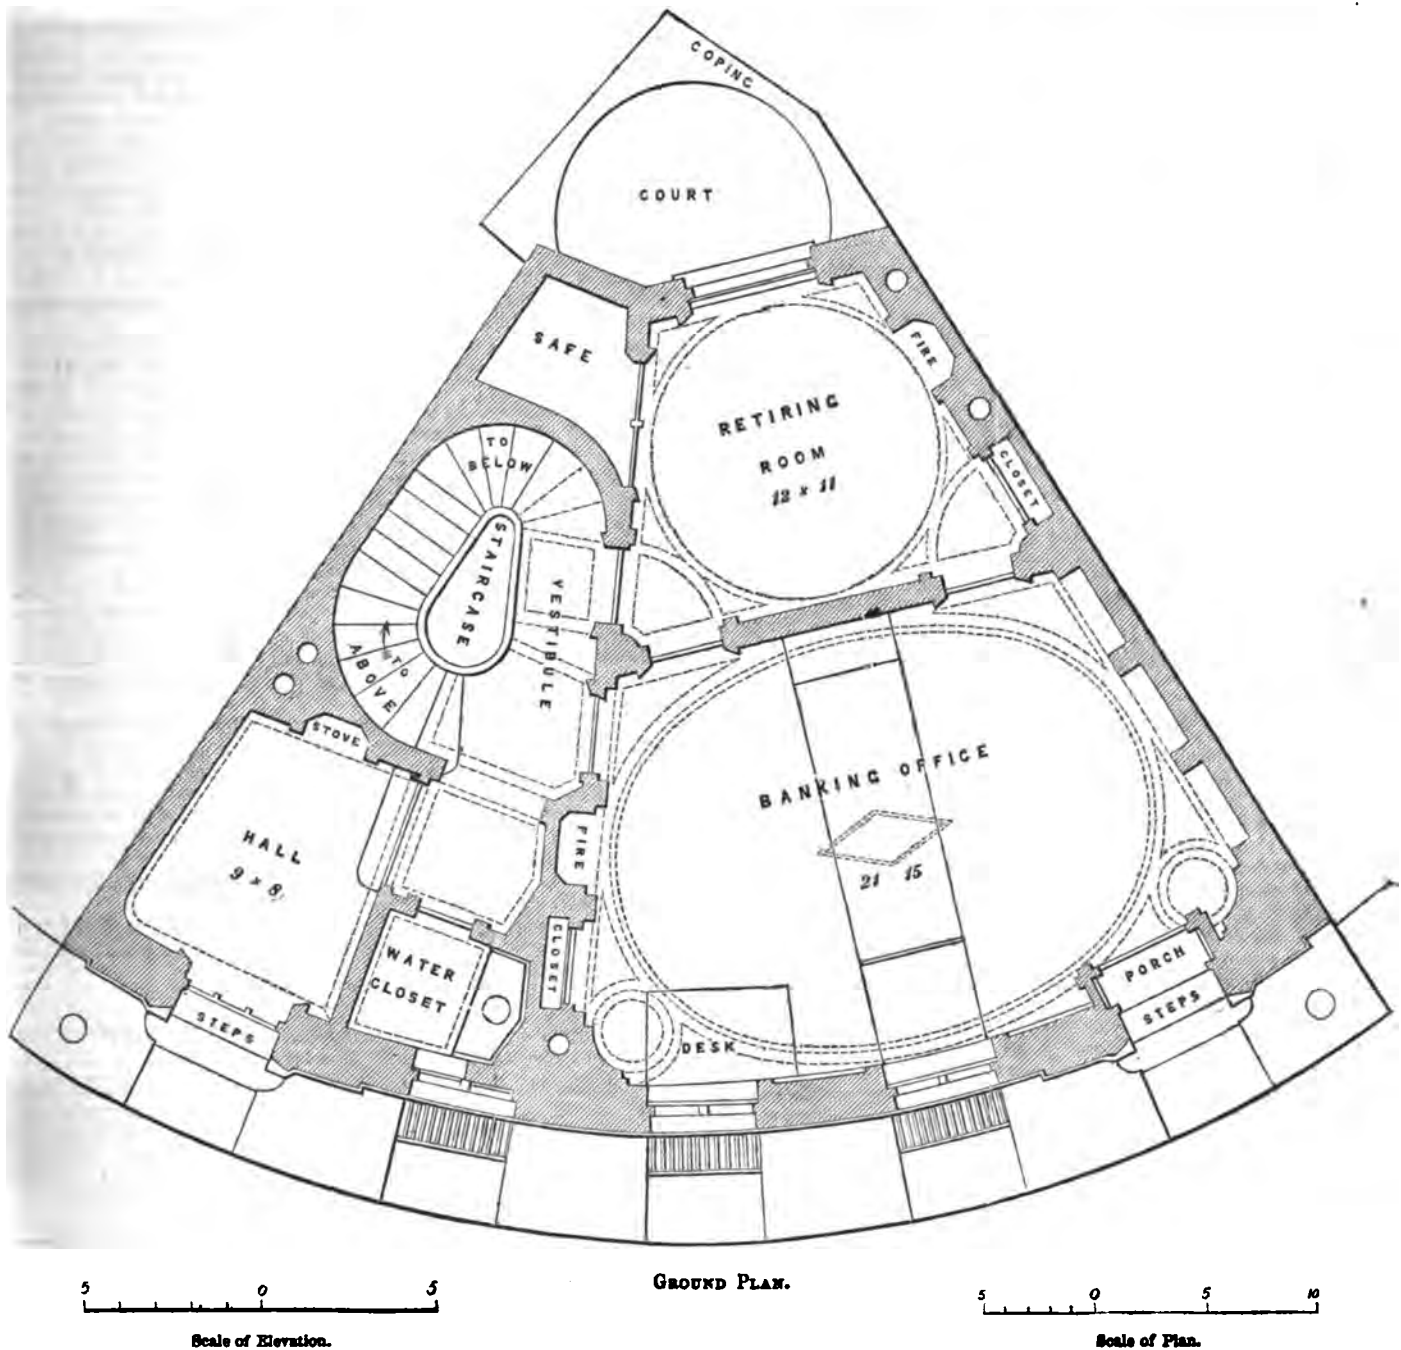 COPING
COURT
SAFE
FIRE
RETIRING
ROOM
12 x 11
CLOSET
TO
BELOW
STAIRCASE
VESTIBULE
TO
ABOVE
STOVE
HALL
9 x 8
FIRE
BANKING OFFICE
21 15
CLOSET
WATER
CLOSET
PORCH
STEPS
STEPS
DESK
GROUND PLAN.
5 0 5
Scale of Elevation.
5 0 5 10
Scale of Plan.